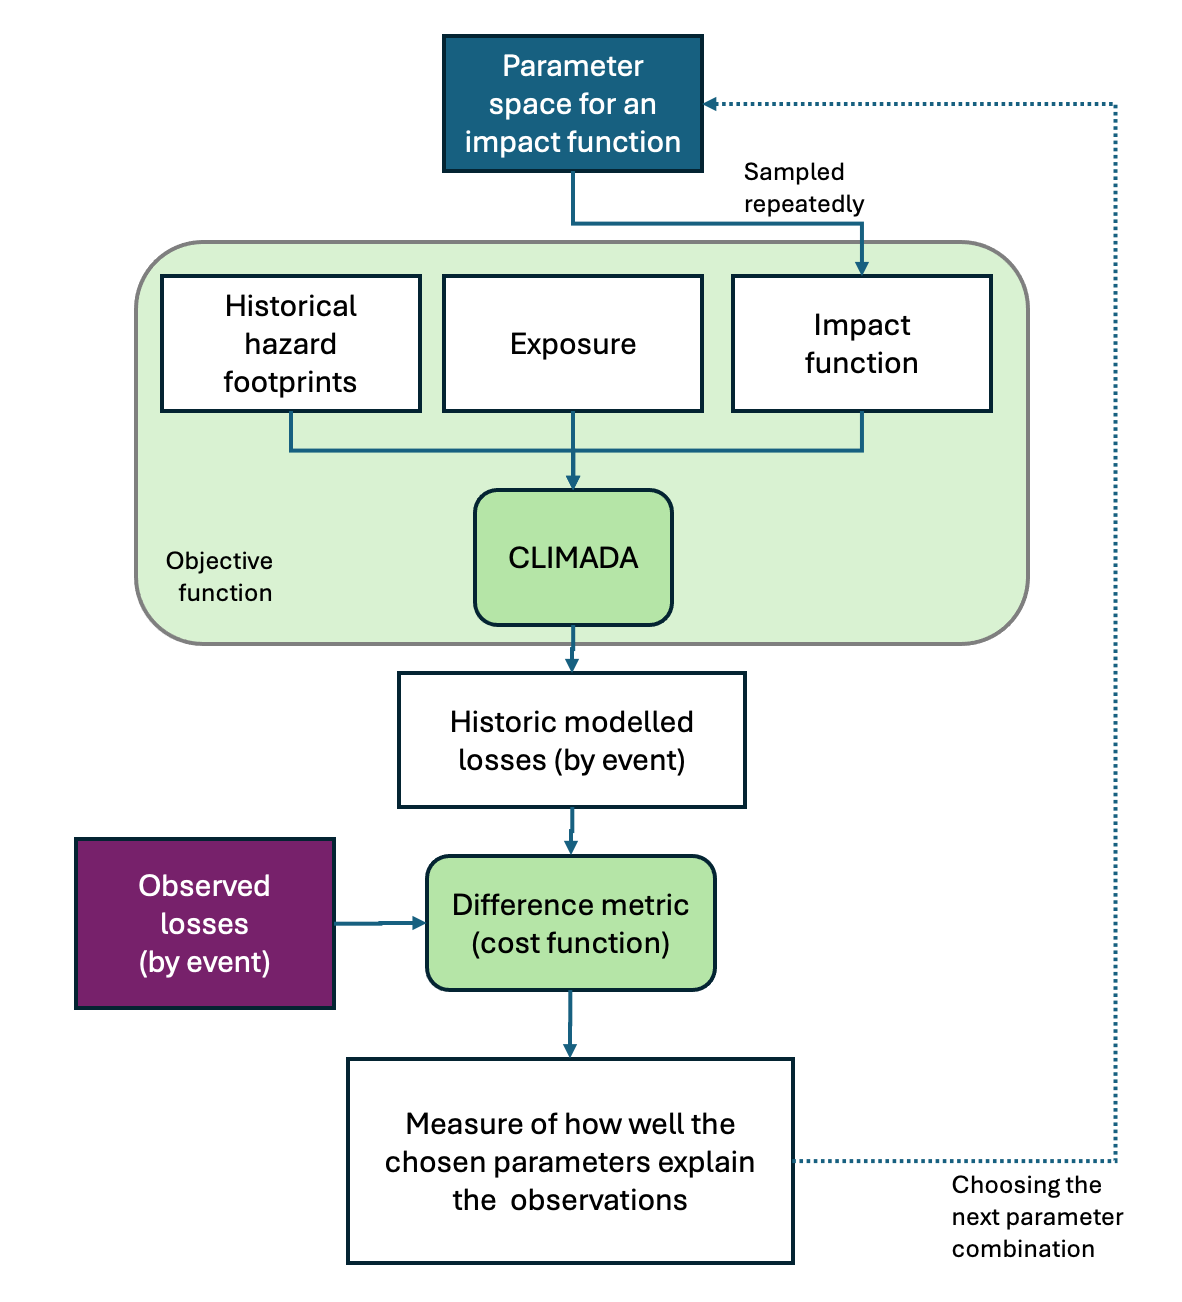 Parameter
space for an
impact function
Sampled
repeatedly
Historical
hazard
footprints
Exposure
Impact
function
CLIMADA
Objective
function
Historic modelled
losses (by event)
Observed
losses
(by event)
Difference metric
(cost function)
Measure of how well the
chosen parameters explain
the observations
Choosing the
next parameter
combination